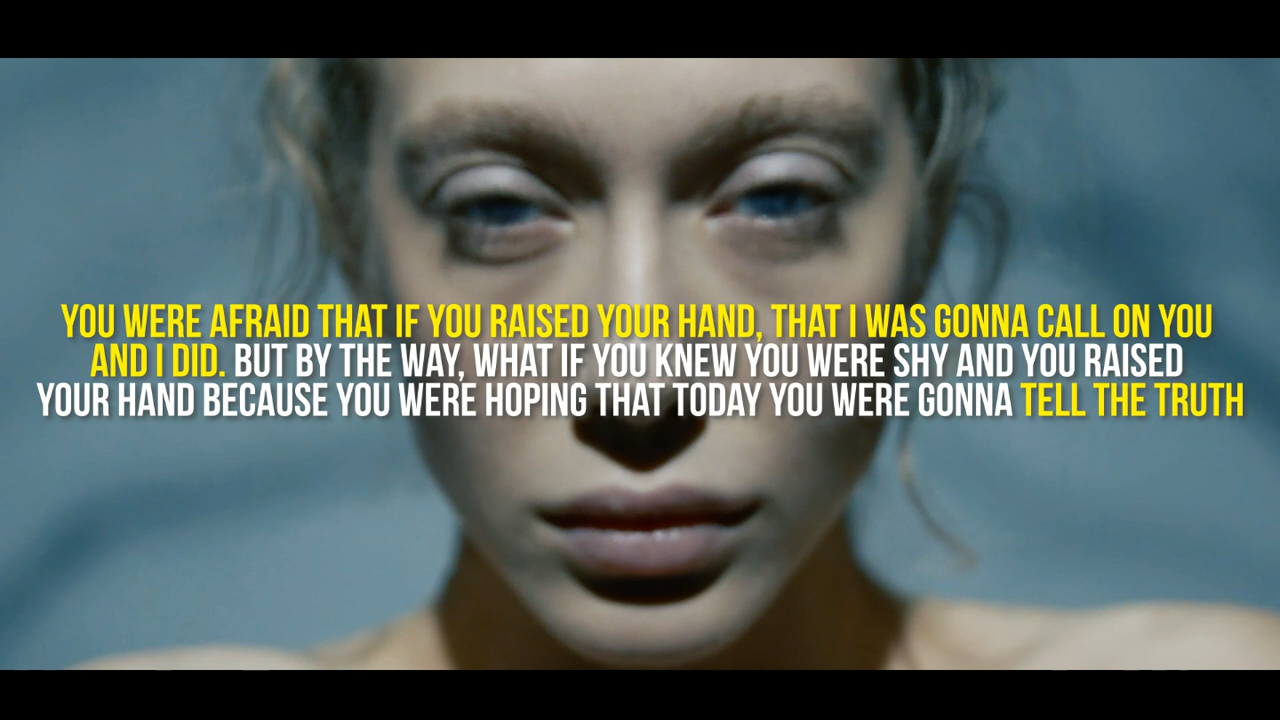 YOU WERE AFRAID THAT IF YOU RAISED YOUR HAND, THAT I WAS GONNA CALL ON YOU
AND I DID. BUT BY THE WAY, WHAT IF YOU KNEW YOU WERE SHY AND YOU RAISED
YOUR HAND BECAUSE YOU WERE HOPING THAT TODAY YOU WERE GONNA TELL THE TRUTH